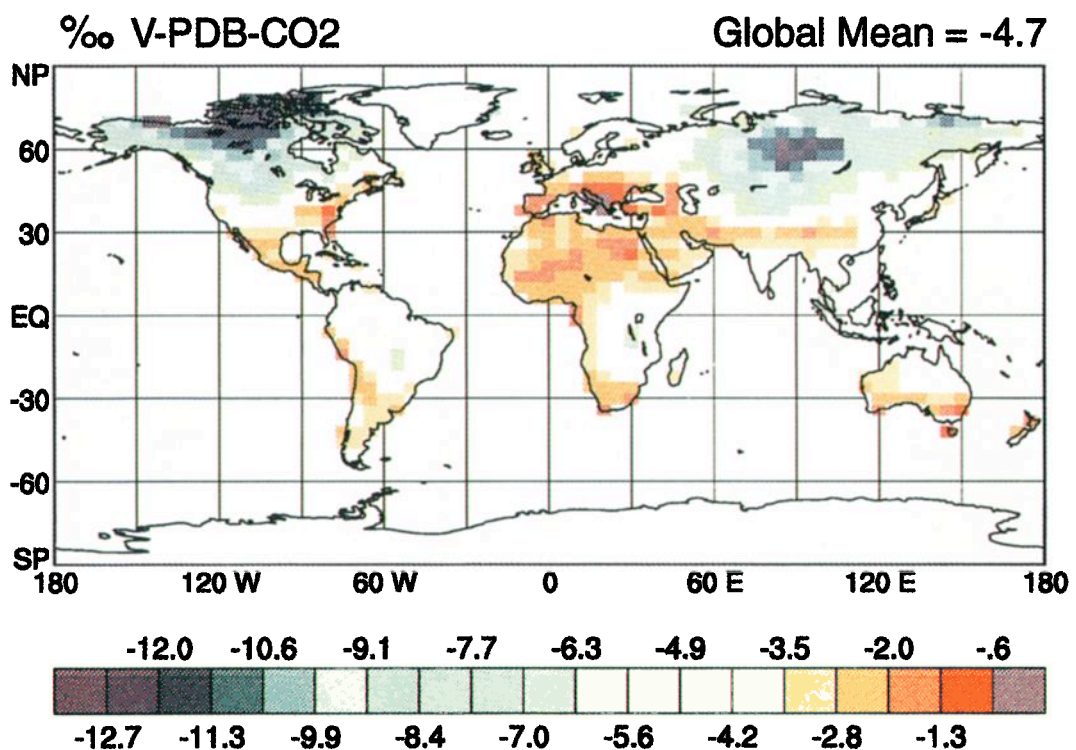 ‰ V-PDB-CO2 Global Mean = -4.7
NP
60
30
EQ
-30
-60
SP
180 120 W 60 W 0 60 E 120 E 180
-12.0 -10.6 -9.1 -7.7 -6.3 -4.9 -3.5 -2.0 -.6
-12.7 -11.3 -9.9 -8.4 -7.0 -5.6 -4.2 -2.8 -1.3